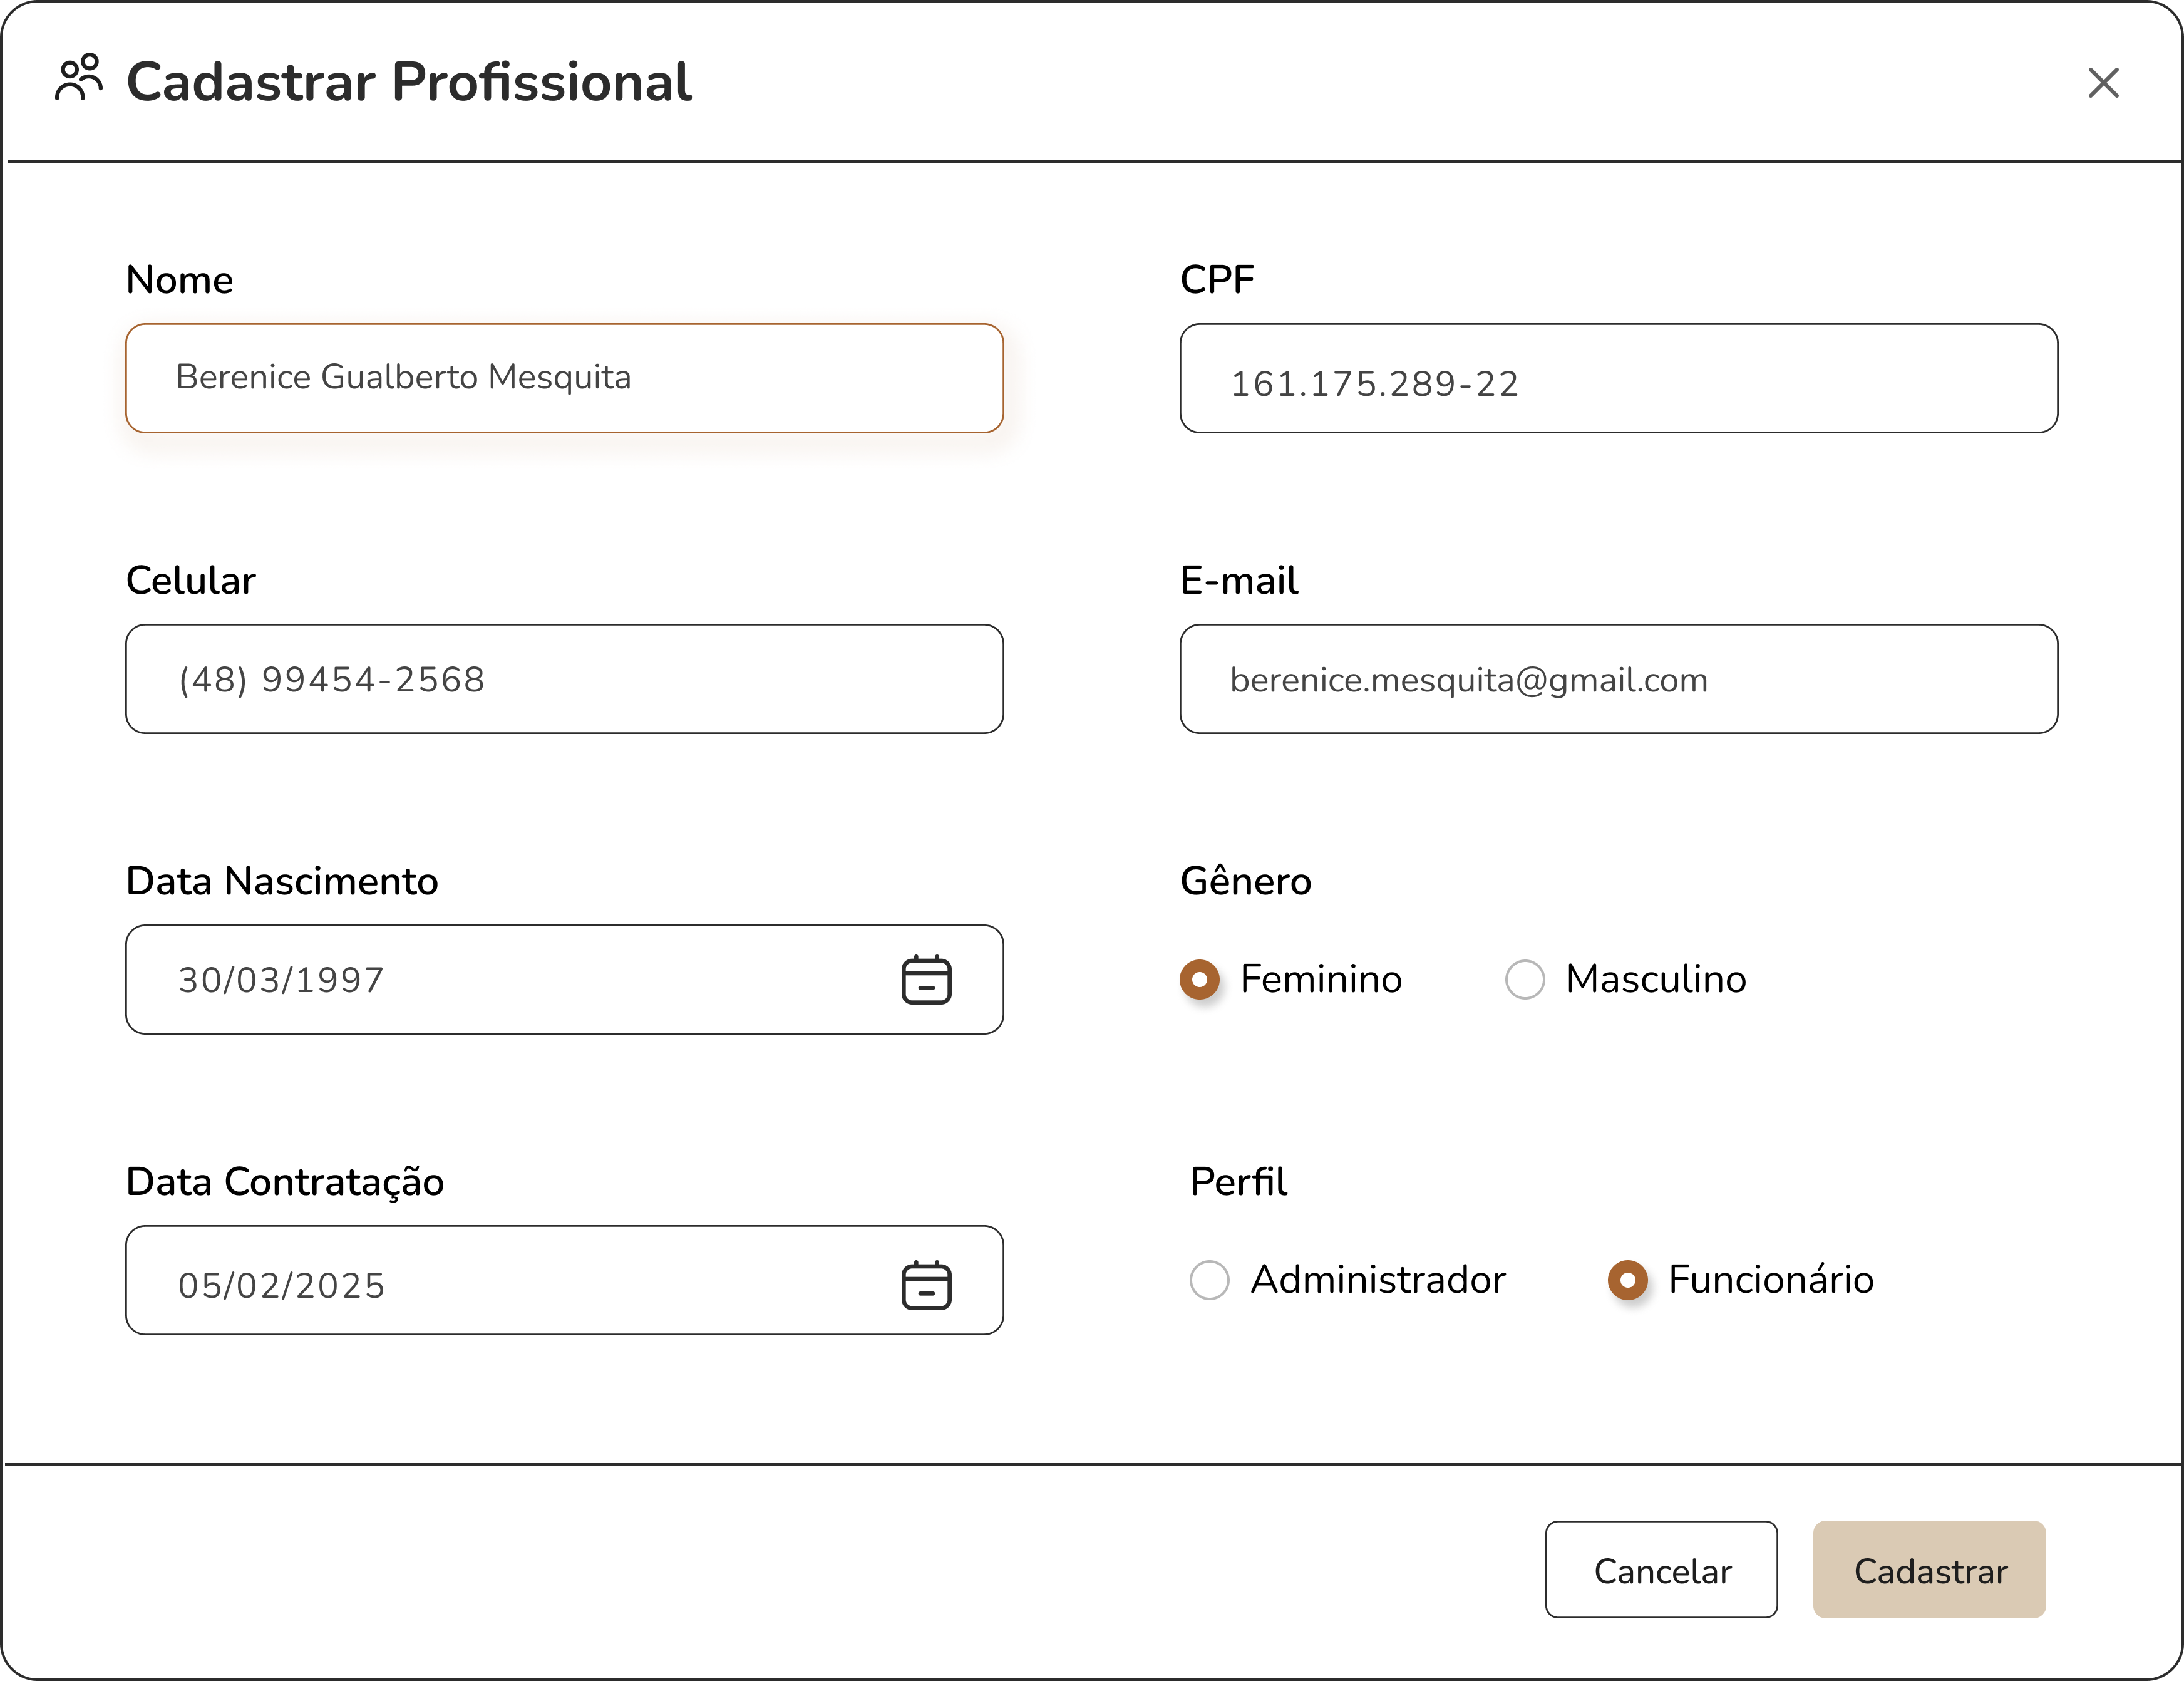 Cadastrar Profissional
Nome
CPF
Berenice Gualberto Mesquita
161.175.289-22
Celular
E-mail
(48) 99454-2568
berenice.mesquita@gmail.com
Data Nascimento
Gênero
30/03/1997
Feminino
Masculino
Data Contratação
Perfil
05/02/2025
Administrador
Funcionário
Cancelar
Cadastrar